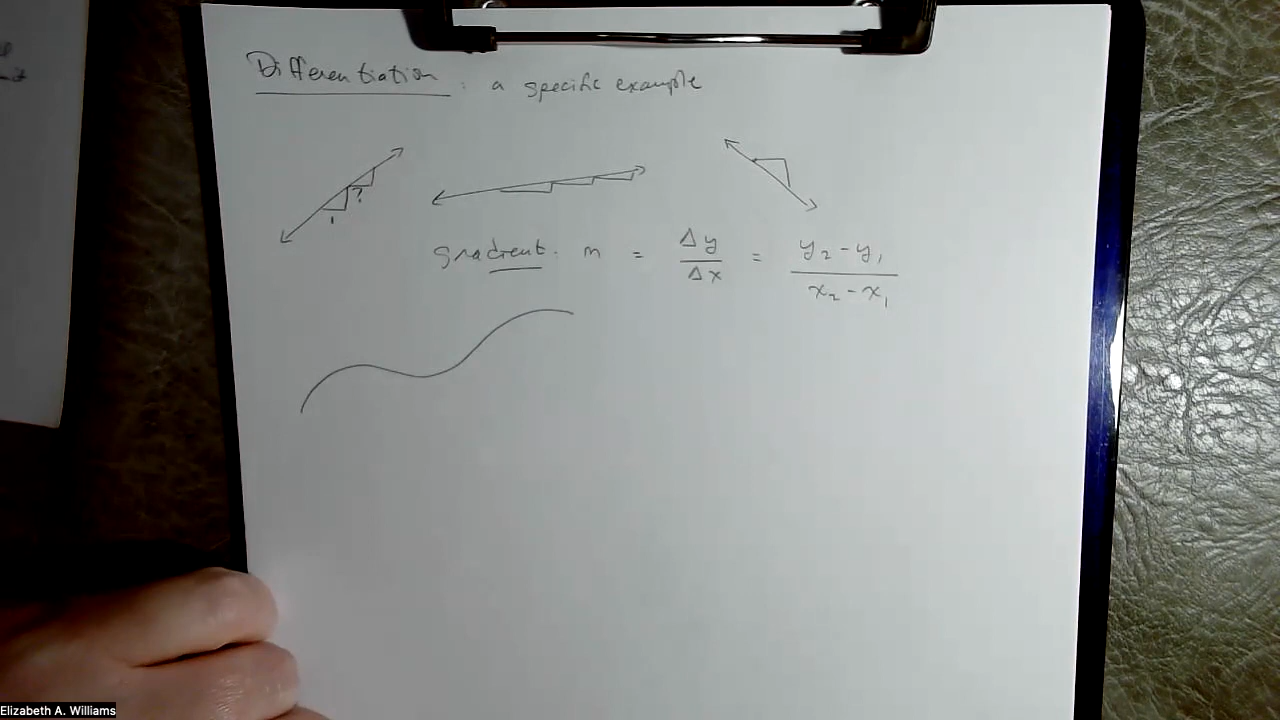 Differentiation: a specific example
1 ?
gradient: m = Δy/Δx = y₂-y₁/x₂-x₁
Elizabeth A. Williams